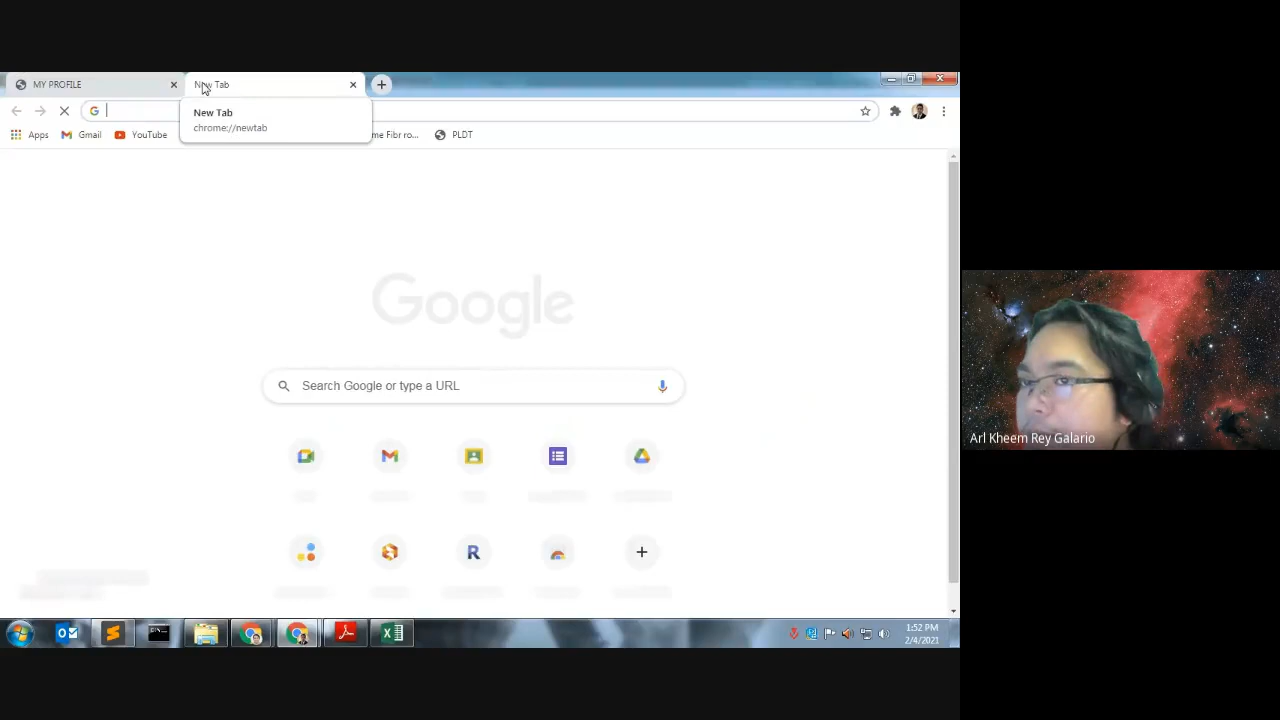 MY PROFILE
New Tab
New Tab
chrome://newtab
Apps
Gmail
YouTube
me Fibr ro...
PLDT
Google
Search Google or type a URL
Arl Kheem Rey Galario
1:52 PM
2/4/2021